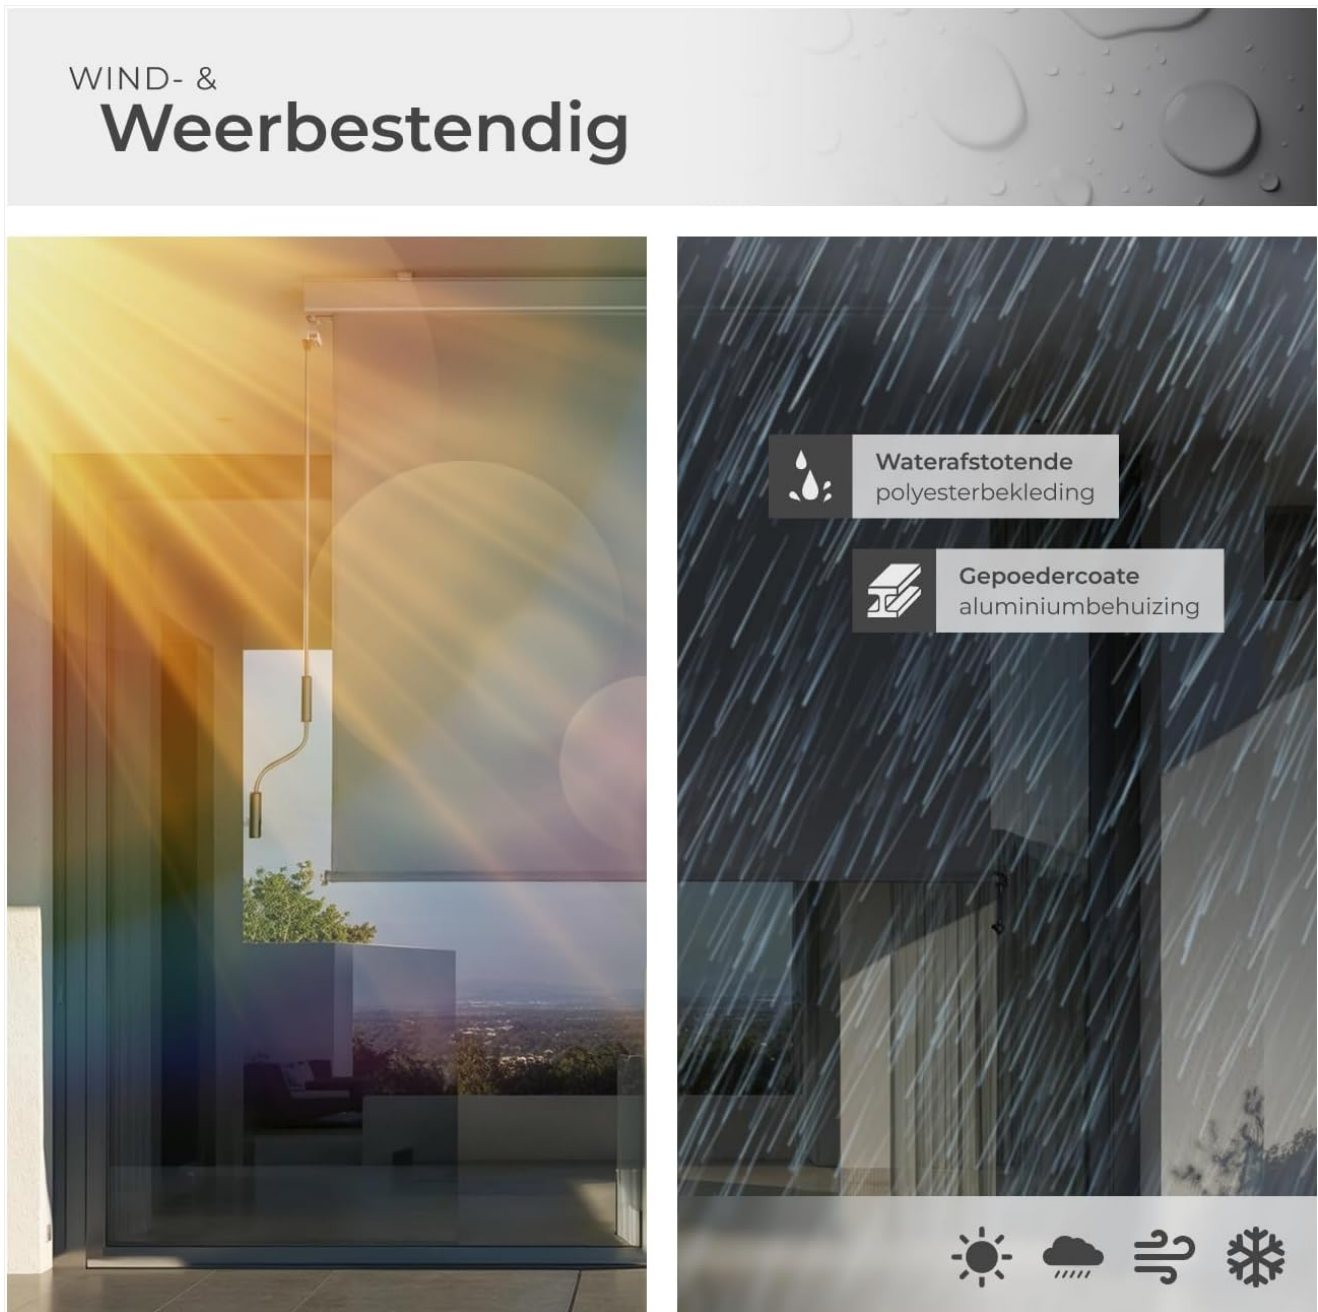 WIND- &
Weerbestendig
Waterafstotende
polyesterbekleding
Gepoedercoate
aluminiumbehuizing